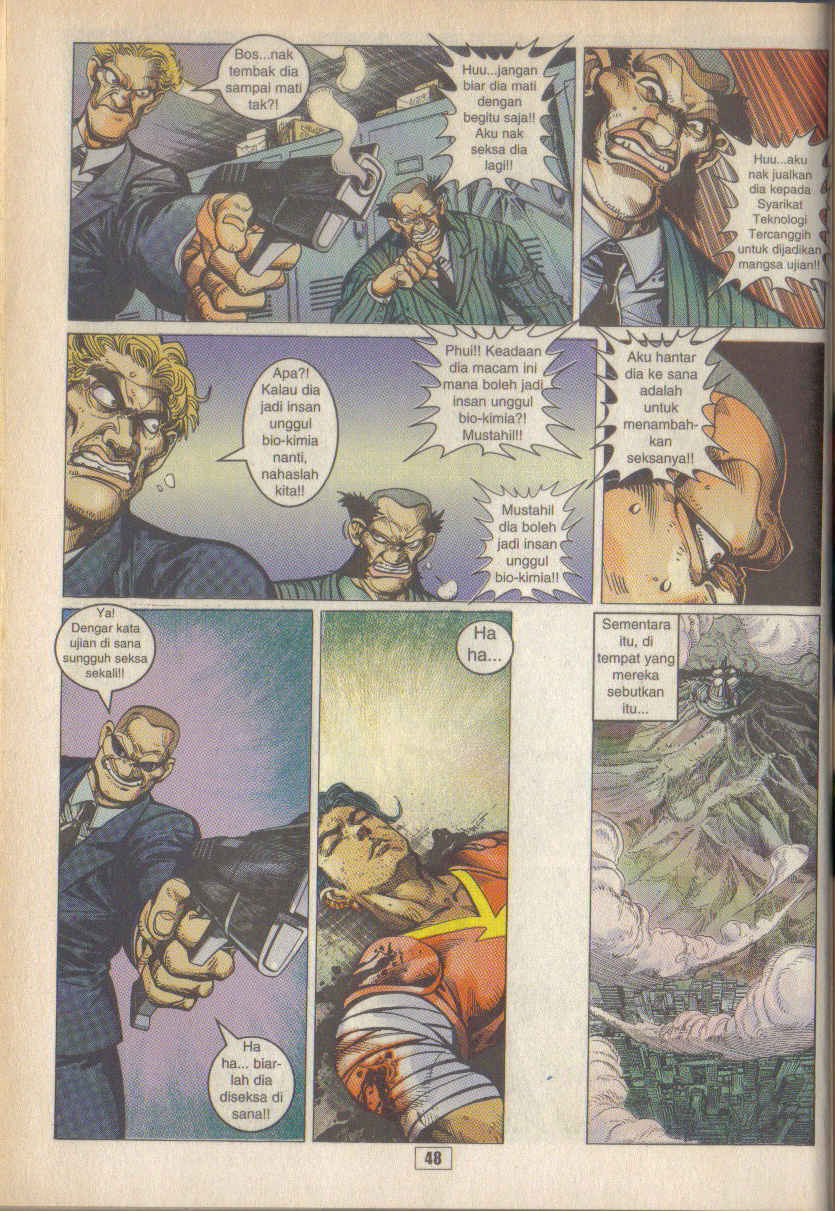 Bos...nak
tembak dia
sampai mati
tak?!
Huu...jangan
biar dia mati
dengan
begitu saja!!
Aku nak
seksa dia
lagi!!
Huu...aku
nak jualkan
dia kepada
Syarikat
Teknologi
Tercanggih
untuk dijadikan
mangsa ujian!!
Apa?!
Kalau dia
jadi insan
unggul
bio-kimia
nanti,
nahaslah
kita!!
Phui!! Keadaan
dia macam ini
mana boleh jadi
insan unggul
bio-kimia?!
Mustahil!!
Mustahil
dia boleh
jadi insan
unggul
bio-kimia!!
Aku hantar
dia ke sana
adalah
untuk
menambah-
kan
seksanya!!
Ya!
Dengar kata
ujian di sana
sungguh seksa
sekali!!
Ha
ha... biar-
lah dia
diseksa di
sana!!
Ha
ha...
Sementara
itu, di
tempat yang
mereka
sebutkan
itu...
48